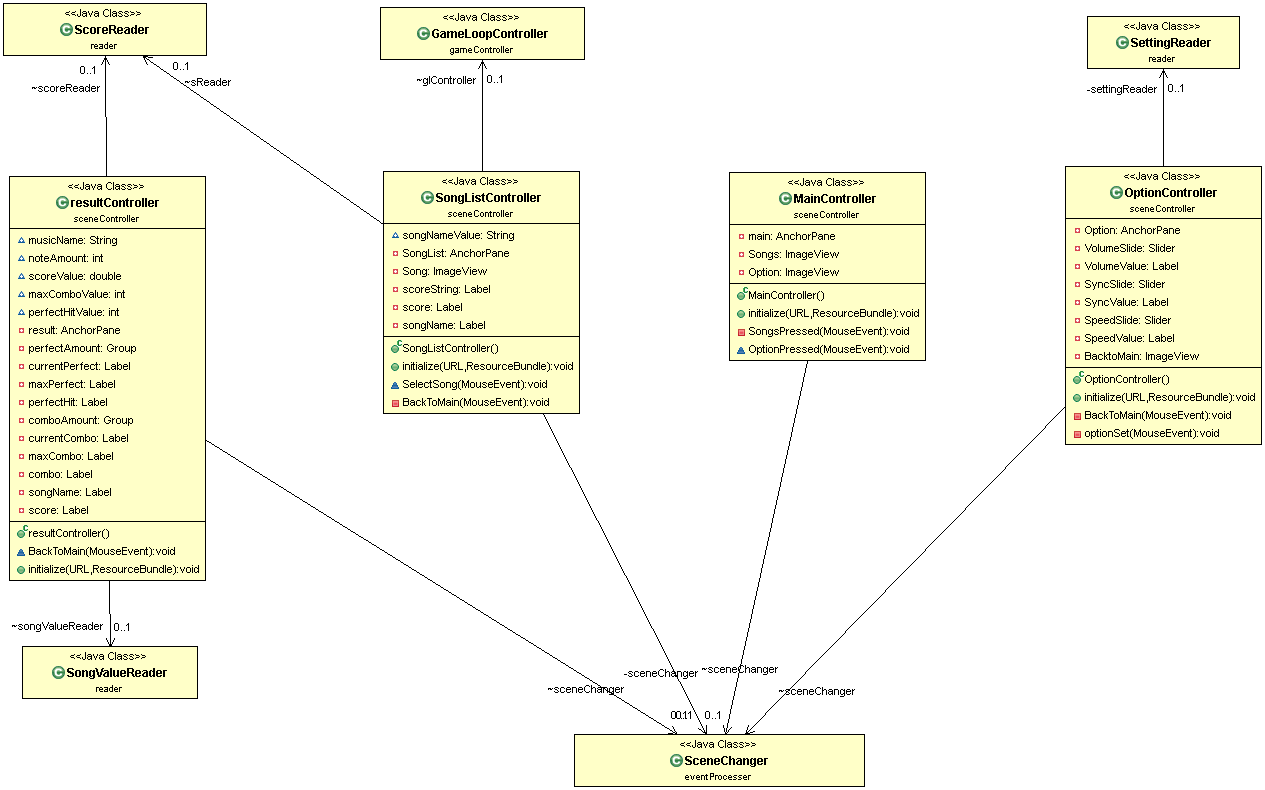 <<Java Class>>
ScoreReader
reader
<<Java Class>>
GameLoopController
gameController
<<Java Class>>
SettingReader
reader
0..1
~scoreReader
0..1
~sReader
~glController
0..1
-settingReader
0..1
<<Java Class>>
resultController
sceneController
musicName: String
noteAmount: int
scoreValue: double
maxComboValue: int
perfectHitValue: int
result: AnchorPane
perfectAmount: Group
currentPerfect: Label
maxPerfect: Label
perfectHit: Label
comboAmount: Group
currentCombo: Label
maxCombo: Label
combo: Label
songName: Label
score: Label
resultController()
BackToMain(MouseEvent):void
initialize(URL,ResourceBundle):void
<<Java Class>>
SongListController
sceneController
songNameValue: String
SongList: AnchorPane
Song: ImageView
scoreString: Label
score: Label
songName: Label
SongListController()
initialize(URL,ResourceBundle):void
SelectSong(MouseEvent):void
BackToMain(MouseEvent):void
<<Java Class>>
MainController
sceneController
main: AnchorPane
Songs: ImageView
Option: ImageView
MainController()
initialize(URL,ResourceBundle):void
SongsPressed(MouseEvent):void
OptionPressed(MouseEvent):void
<<Java Class>>
OptionController
sceneController
Option: AnchorPane
VolumeSlide: Slider
VolumeValue: Label
SyncSlide: Slider
SyncValue: Label
SpeedSlide: Slider
SpeedValue: Label
BacktoMain: ImageView
OptionController()
initialize(URL,ResourceBundle):void
BackToMain(MouseEvent):void
optionSet(MouseEvent):void
~songValueReader
0..1
<<Java Class>>
SongValueReader
reader
~sceneChanger
-sceneChanger
~sceneChanger
~sceneChanger
0..1
<<Java Class>>
SceneChanger
eventProcesser